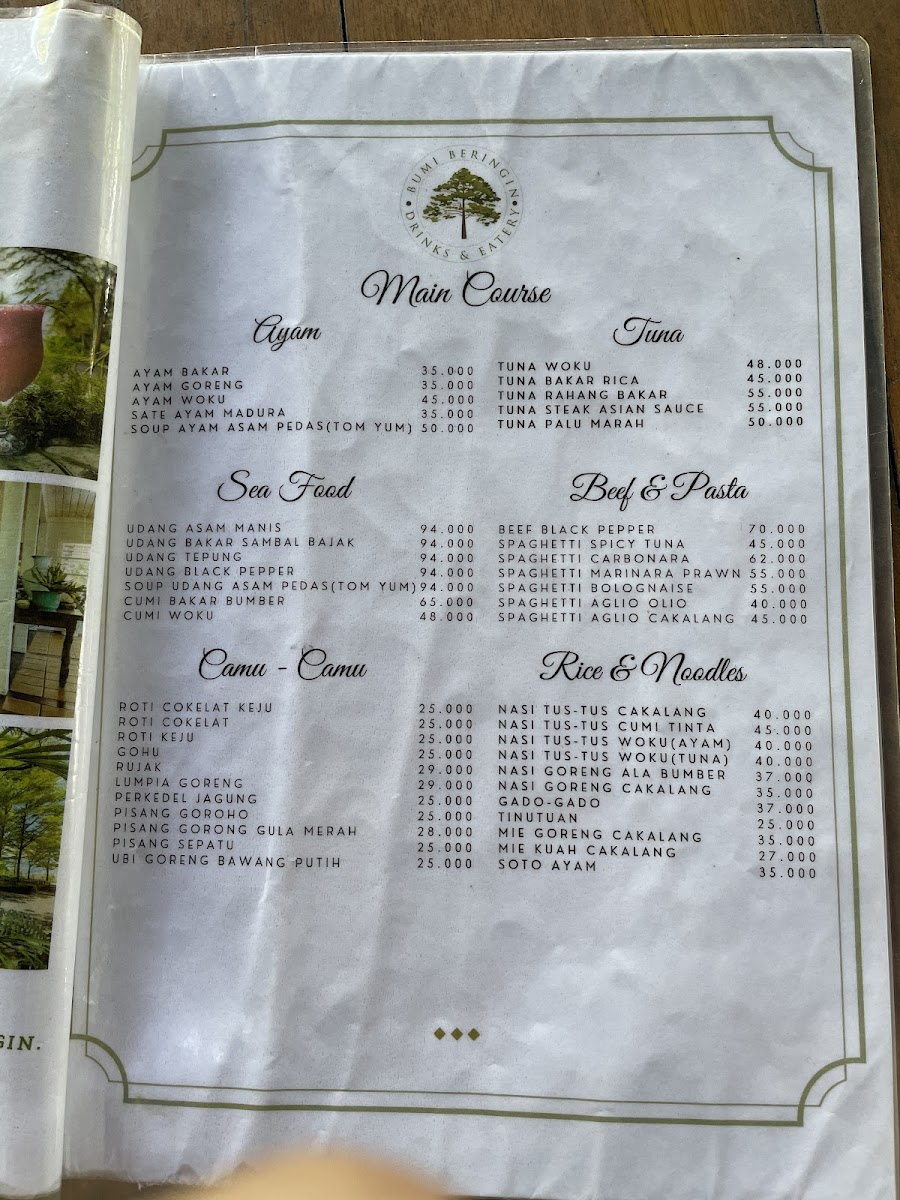 BUMI BERINGIN
DRINKS & EATERY
Main Course
Ayam
AYAM BAKAR 35.000
AYAM GORENG 35.000
AYAM WOKU 45.000
SATE AYAM MADURA 35.000
SOUP AYAM ASAM PEDAS(TOM YUM) 50.000
Tuna
TUNA WOKU 48.000
TUNA BAKAR RICA 45.000
TUNA RAHANG BAKAR 55.000
TUNA STEAK ASIAN SAUCE 55.000
TUNA PALU MARAH 50.000
Sea Food
UDANG ASAM MANIS 94.000
UDANG BAKAR SAMBAL BAJAK 94.000
UDANG TEPUNG 94.000
UDANG BLACK PEPPER 94.000
SOUP UDANG ASAM PEDAS(TOM YUM) 94.000
CUMI BAKAR BUMBER 65.000
CUMI WOKU 48.000
Beef & Pasta
BEEF BLACK PEPPER 70.000
SPAGHETTI SPICY TUNA 45.000
SPAGHETTI CARBONARA 62.000
SPAGHETTI MARINARA PRAWN 55.000
SPAGHETTI BOLOGNAISE 55.000
SPAGHETTI AGLIO OLIO 40.000
SPAGHETTI AGLIO CAKALANG 45.000
Camu - Camu
ROTI COKELAT KEJU 25.000
ROTI COKELAT 25.000
ROTI KEJU 25.000
GOHU 25.000
RUJAK 29.000
LUMPIA GORENG 29.000
PERKEDEL JAGUNG 25.000
PISANG GOROHO 25.000
PISANG GORONG GULA MERAH 28.000
PISANG SEPATU 25.000
UBI GORENG BAWANG PUTIH 25.000
Rice & Noodles
NASI TUS-TUS CAKALANG 40.000
NASI TUS-TUS CUMI TINTA 45.000
NASI TUS-TUS WOKU(AYAM) 40.000
NASI TUS-TUS WOKU(TUNA) 40.000
NASI GORENG ALA BUMBER 37.000
NASI GORENG CAKALANG 35.000
GADO-GADO 37.000
TINUTUAN 25.000
MIE GORENG CAKALANG 35.000
MIE KUAH CAKALANG 27.000
SOTO AYAM 35.000